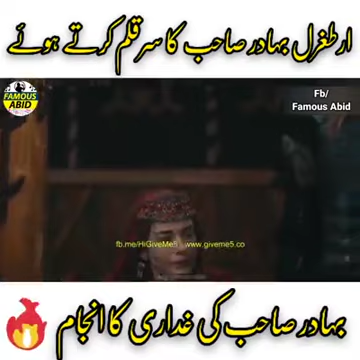 ارطغرل بہادر صاحب کا سر قلم کرتے ہوئے
FAMOUS
ABID
Fb/
Famous Abid
fb.me/HiGiveMe5 www.giveme5.co
بہادر صاحب کی غداری کا انجام